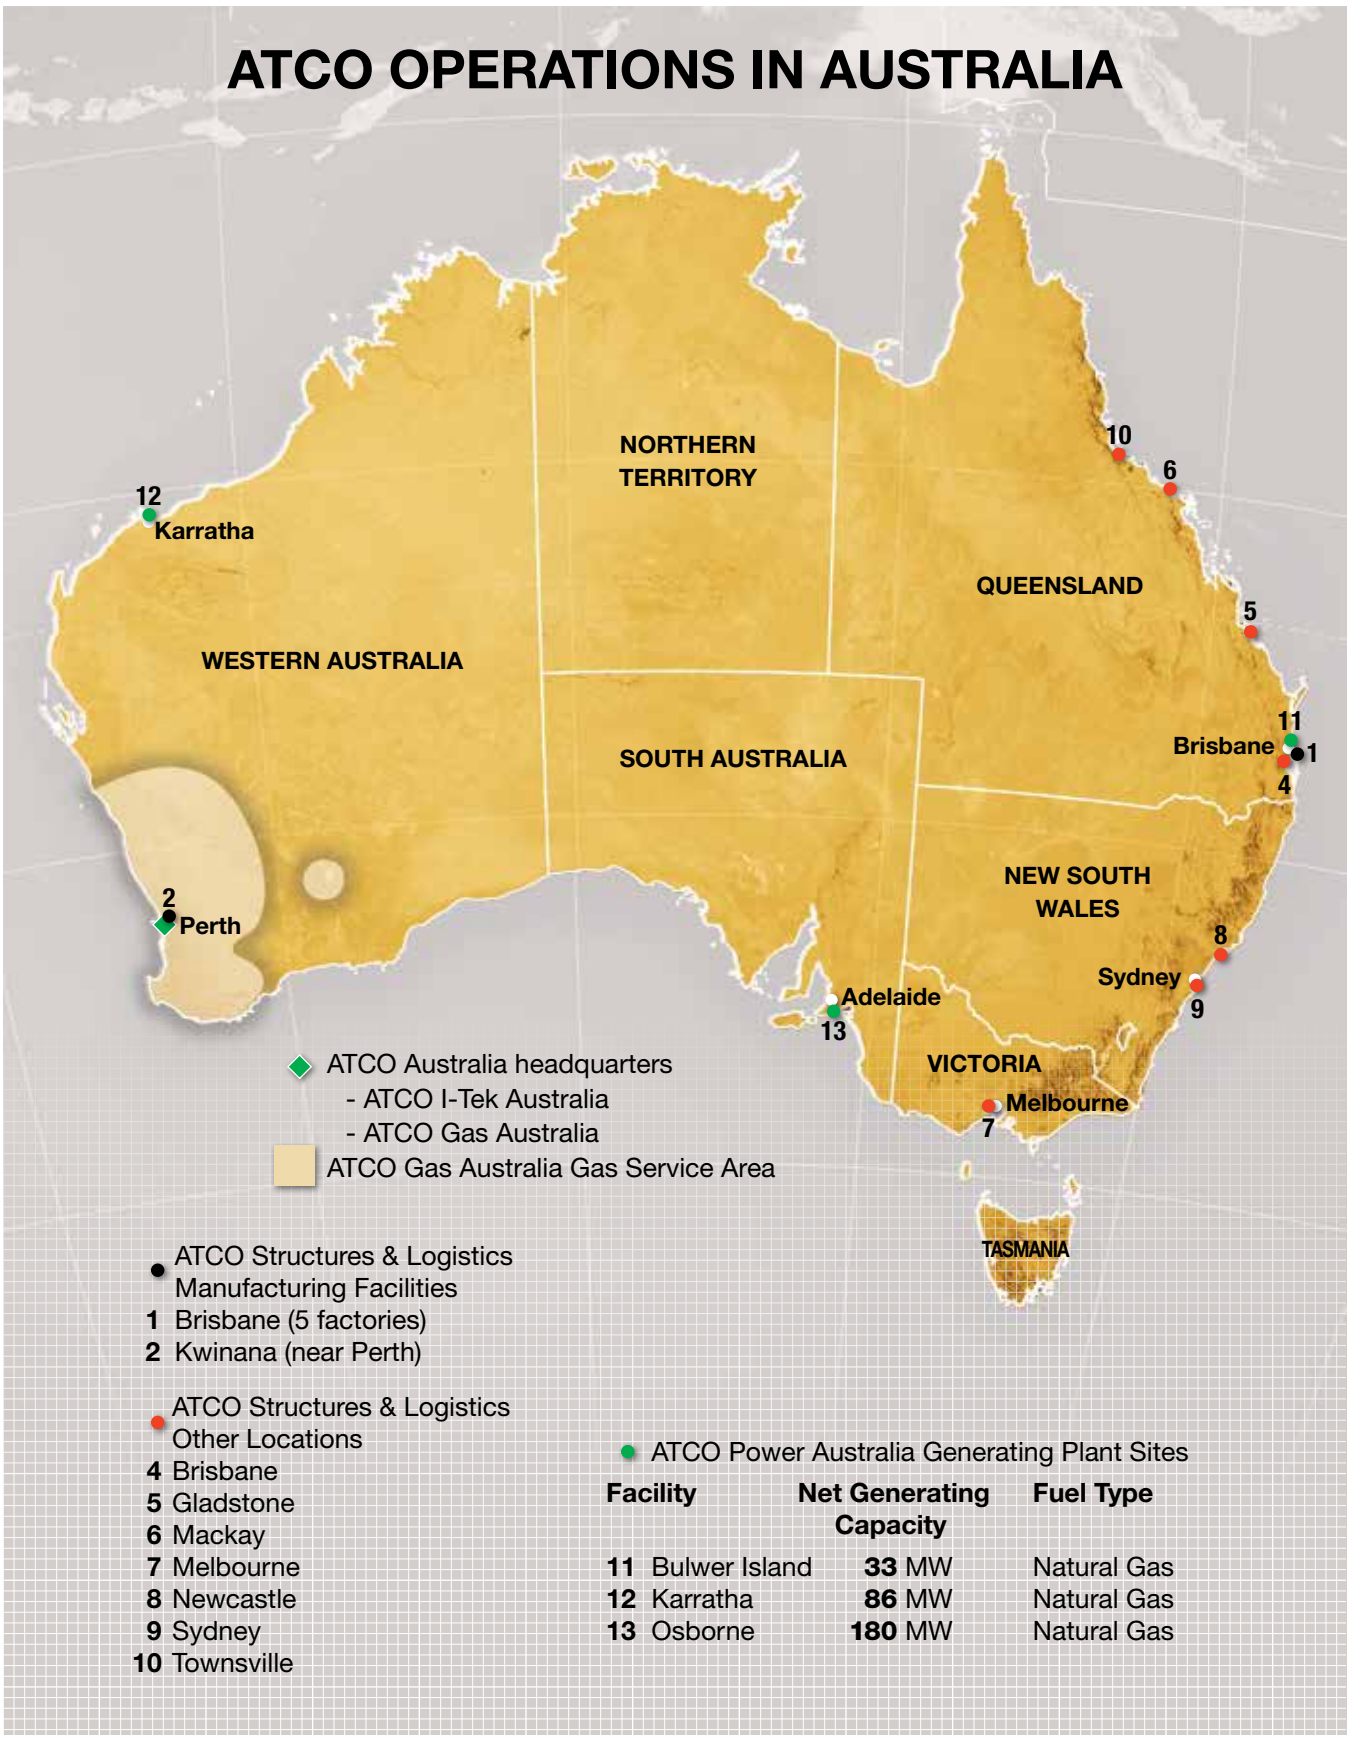 ATCO OPERATIONS IN AUSTRALIA
NORTHERN
TERRITORY
10
6
12
Karratha
QUEENSLAND
5
WESTERN AUSTRALIA
11
Brisbane
1
SOUTH AUSTRALIA
4
NEW SOUTH
WALES
2
Perth
8
Sydney
Adelaide
9
13
VICTORIA
Melbourne
7
TASMANIA
ATCO Australia headquarters
- ATCO I-Tek Australia
- ATCO Gas Australia
ATCO Gas Australia Gas Service Area
ATCO Structures & Logistics
Manufacturing Facilities
1 Brisbane (5 factories)
2 Kwinana (near Perth)
ATCO Structures & Logistics
Other Locations
4 Brisbane
5 Gladstone
6 Mackay
7 Melbourne
8 Newcastle
9 Sydney
10 Townsville
ATCO Power Australia Generating Plant Sites
Facility Net Generating Fuel Type
Capacity
11 Bulwer Island 33 MW Natural Gas
12 Karratha 86 MW Natural Gas
13 Osborne 180 MW Natural Gas